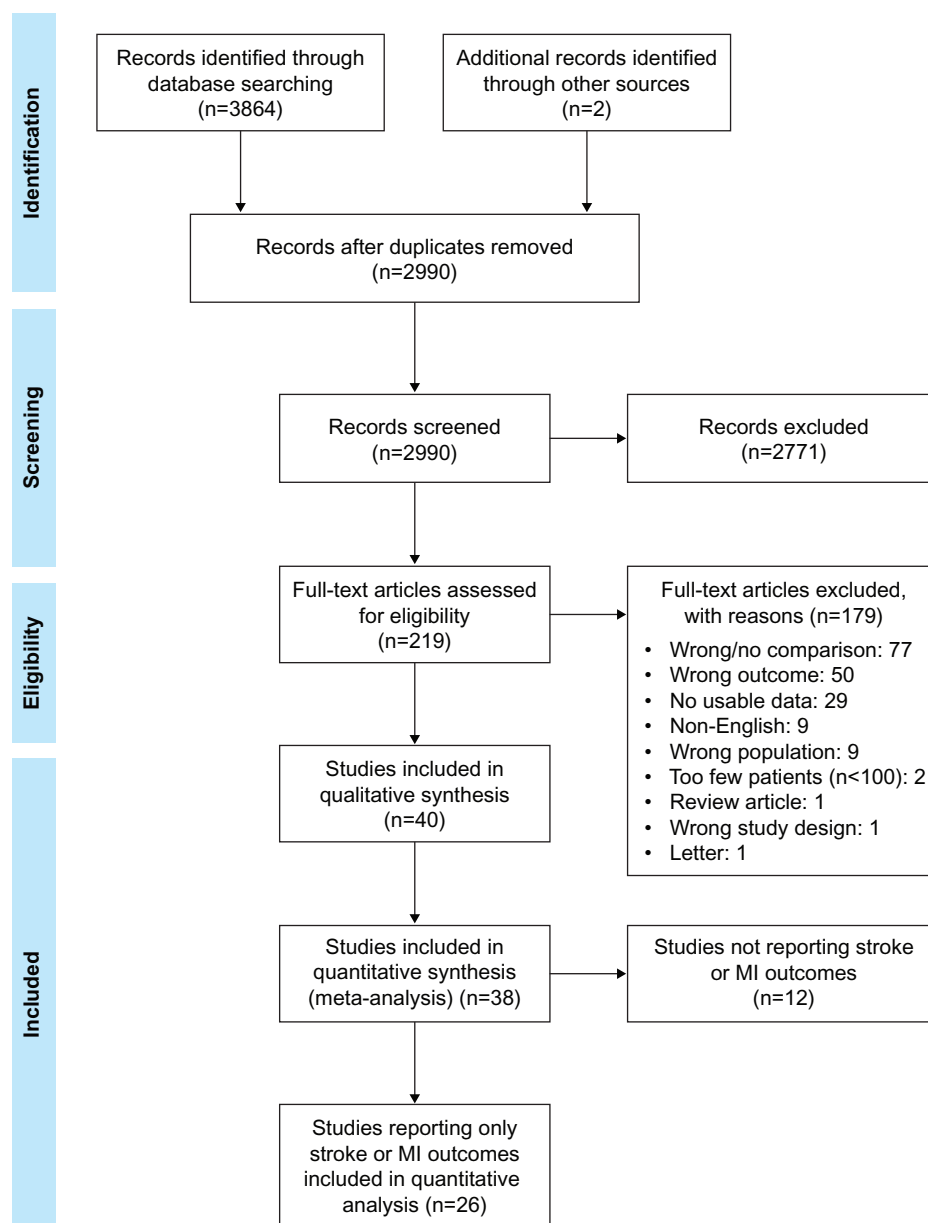 Identification
Records identified through
database searching
(n=3864)
Additional records identified
through other sources
(n=2)
Records after duplicates removed
(n=2990)
Screening
Records screened
(n=2990)
Records excluded
(n=2771)
Eligibility
Full-text articles assessed
for eligibility
(n=219)
Full-text articles excluded,
with reasons (n=179)
• Wrong/no comparison: 77
• Wrong outcome: 50
• No usable data: 29
• Non-English: 9
• Wrong population: 9
• Too few patients (n<100): 2
• Review article: 1
• Wrong study design: 1
• Letter: 1
Included
Studies included in
qualitative synthesis
(n=40)
Studies included in
quantitative synthesis
(meta-analysis) (n=38)
Studies not reporting stroke
or MI outcomes
(n=12)
Studies reporting only
stroke or MI outcomes
included in quantitative
analysis (n=26)